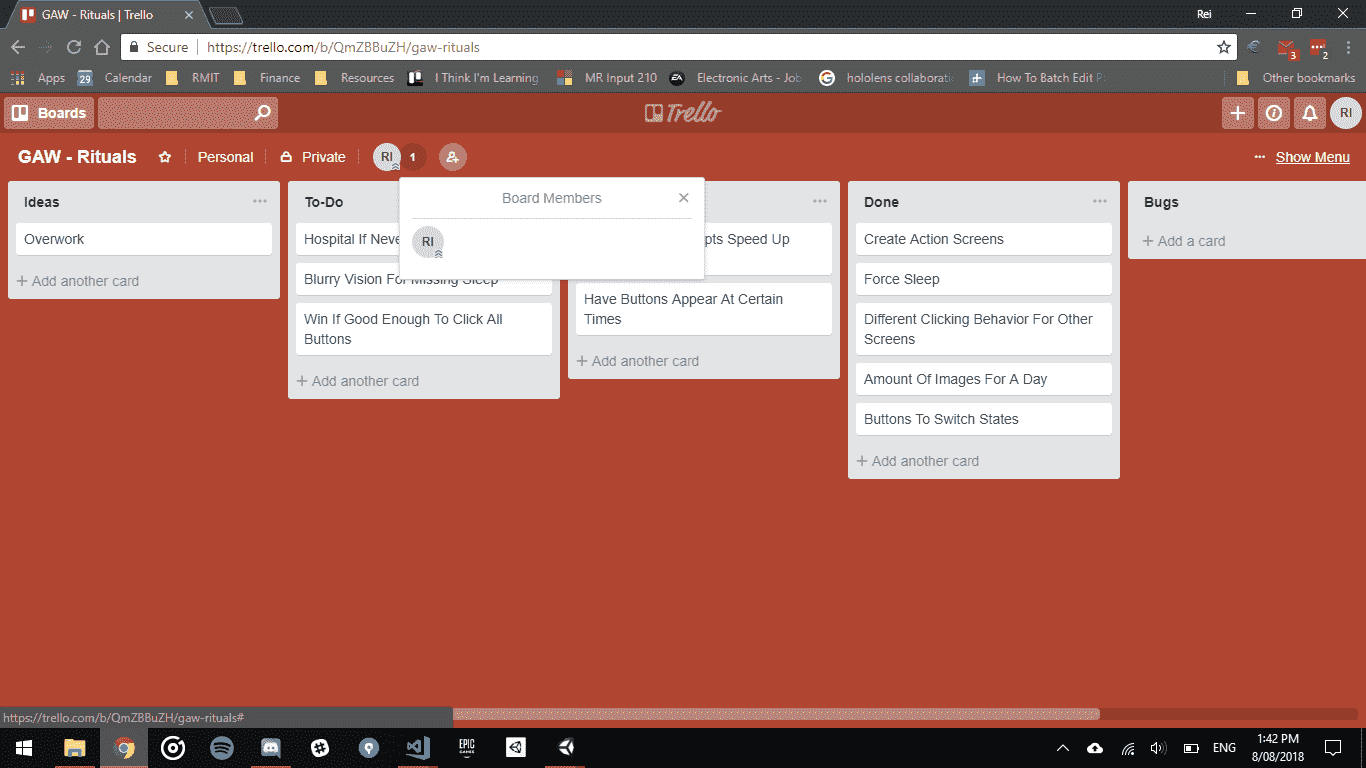 GAW - Rituals | Trello
Rei
Secure
https://trello.com/b/QmZBBuZH/gaw-rituals
3
2
Apps
29
Calendar
RMIT
Finance
Resources
I Think I'm Learning
MR Input 210
EA
Electronic Arts - Job
hololens collaborati
How To Batch Edit P
Other bookmarks
Boards
Trello
RI
GAW - Rituals
Personal
Private
RI
1
Show Menu
Board Members
RI
Ideas
Overwork
+ Add another card
To-Do
Hospital If Neve
Blurry Vision For Missing Sleep
Win If Good Enough To Click All
Buttons
+ Add another card
pts Speed Up
Have Buttons Appear At Certain
Times
+ Add another card
Done
Create Action Screens
Force Sleep
Different Clicking Behavior For Other
Screens
Amount Of Images For A Day
Buttons To Switch States
+ Add another card
Bugs
+ Add a card
https://trello.com/b/QmZBBuZH/gaw-rituals#
EPIC
GAMES
ENG
1:42 PM
8/08/2018